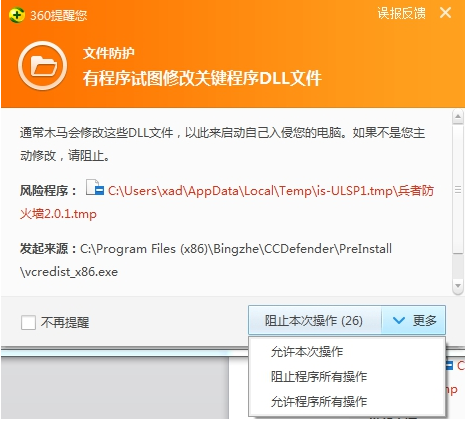 360提醒您
误报反馈
文件防护
有程序试图修改关键程序DLL文件
通常木马会修改这些DLL文件，以此来启动自己入侵您的电脑。如果不是您主
动修改，请阻止。
风险程序： C:\Users\xad\AppData\Local\Temp\is-ULSP1.tmp\兵者防
火墙2.0.1.tmp
发起来源：C:\Program Files (x86)\Bingzhe\CCDefender\PreInstall
\vcredist_x86.exe
不再提醒
阻止本次操作 (26)
更多
允许本次操作
阻止程序所有操作
允许程序所有操作